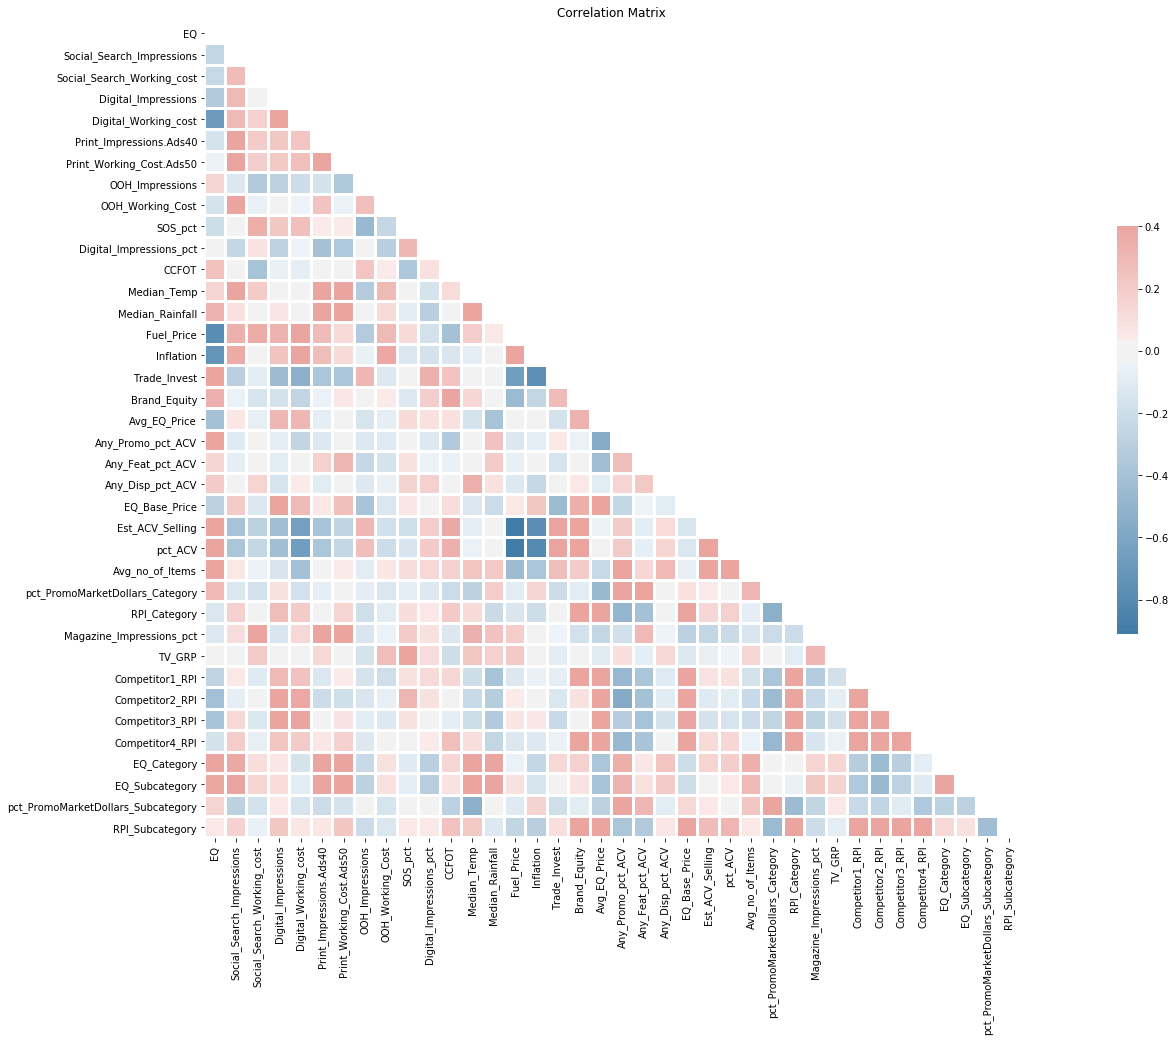 Correlation Matrix
EQ
Social_Search_Impressions
Social_Search_Working_cost
Digital_Impressions
Digital_Working_cost
Print_Impressions.Ads40
Print_Working_Cost.Ads50
OOH_Impressions
OOH_Working_Cost
SOS_pct
Digital_Impressions_pct
CCFOT
Median_Temp
Median_Rainfall
Fuel_Price
Inflation
Trade_Invest
Brand_Equity
Avg_EQ_Price
Any_Promo_pct_ACV
Any_Feat_pct_ACV
Any_Disp_pct_ACV
EQ_Base_Price
Est_ACV_Selling
pct_ACV
Avg_no_of_Items
pct_PromoMarketDollars_Category
RPI_Category
Magazine_Impressions_pct
TV_GRP
Competitor1_RPI
Competitor2_RPI
Competitor3_RPI
Competitor4_RPI
EQ_Category
EQ_Subcategory
pct_PromoMarketDollars_Subcategory
RPI_Subcategory
EQ
Social_Search_Impressions
Social_Search_Working_cost
Digital_Impressions
Digital_Working_cost
Print_Impressions.Ads40
Print_Working_Cost.Ads50
OOH_Impressions
OOH_Working_Cost
SOS_pct
Digital_Impressions_pct
CCFOT
Median_Temp
Median_Rainfall
Fuel_Price
Inflation
Trade_Invest
Brand_Equity
Avg_EQ_Price
Any_Promo_pct_ACV
Any_Feat_pct_ACV
Any_Disp_pct_ACV
EQ_Base_Price
Est_ACV_Selling
pct_ACV
Avg_no_of_Items
pct_PromoMarketDollars_Category
RPI_Category
Magazine_Impressions_pct
TV_GRP
Competitor1_RPI
Competitor2_RPI
Competitor3_RPI
Competitor4_RPI
EQ_Category
EQ_Subcategory
pct_PromoMarketDollars_Subcategory
RPI_Subcategory
0.4
0.2
0.0
−0.2
−0.4
−0.6
−0.8